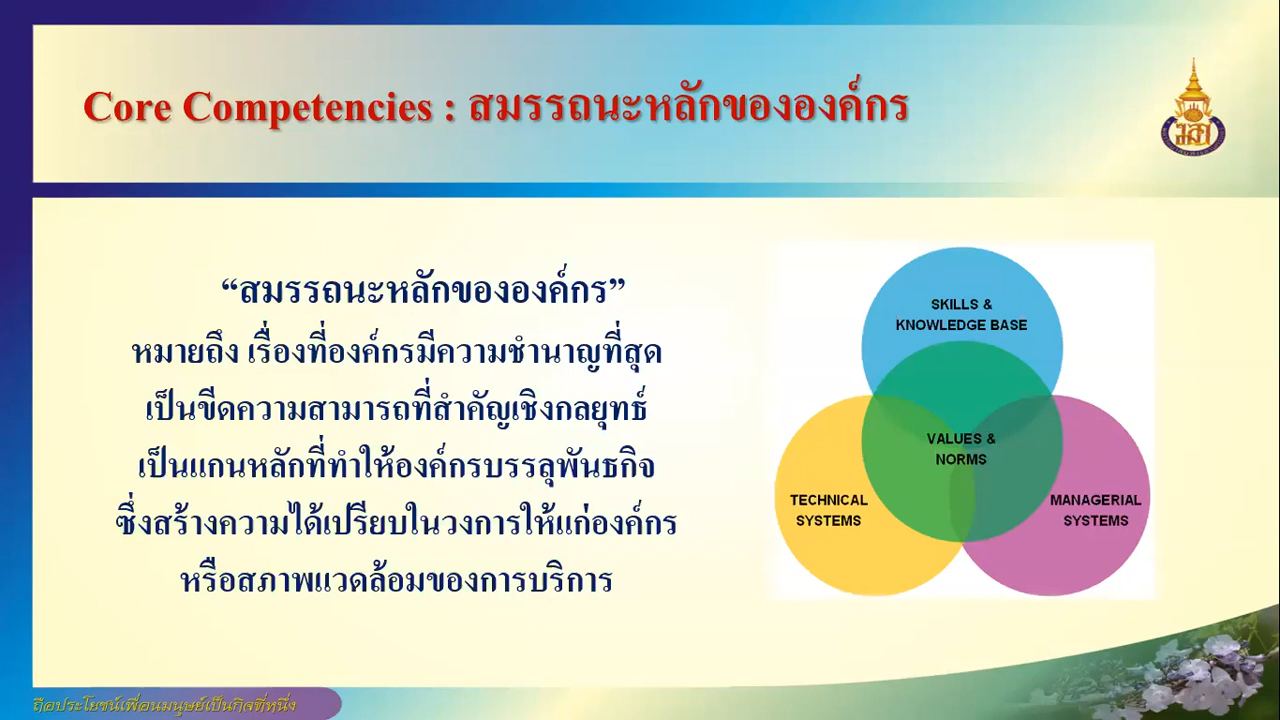 Core Competencies : สมรรถนะหลักขององค์กร
“สมรรถนะหลักขององค์กร”
หมายถึง เรื่องที่องค์กรมีความชำนาญที่สุด
เป็นขีดความสามารถที่สำคัญเชิงกลยุทธ์
เป็นแกนหลักที่ทำให้องค์กรบรรลุพันธกิจ
ซึ่งสร้างความได้เปรียบในวงการให้แก่องค์กร
หรือสภาพแวดล้อมของการบริการ
SKILLS &
KNOWLEDGE BASE
VALUES &
NORMS
TECHNICAL
SYSTEMS
MANAGERIAL
SYSTEMS
ถือประโยชน์เพื่อนมนุษย์เป็นกิจที่หนึ่ง